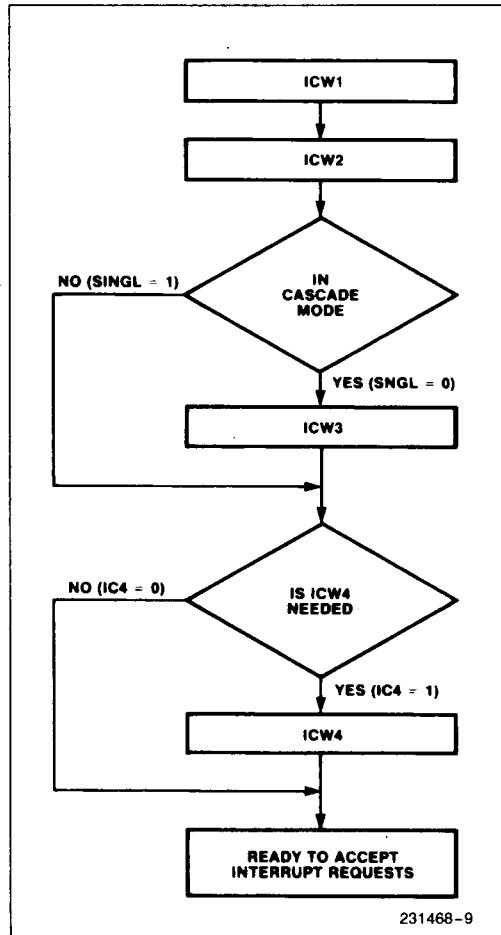 ICW1
ICW2
IN
CASCADE
MODE
NO (SINGL = 1)
YES (SNGL = 0)
ICW3
IS ICW4
NEEDED
NO (IC4 = 0)
YES (IC4 = 1)
ICW4
READY TO ACCEPT
INTERRUPT REQUESTS
231468-9